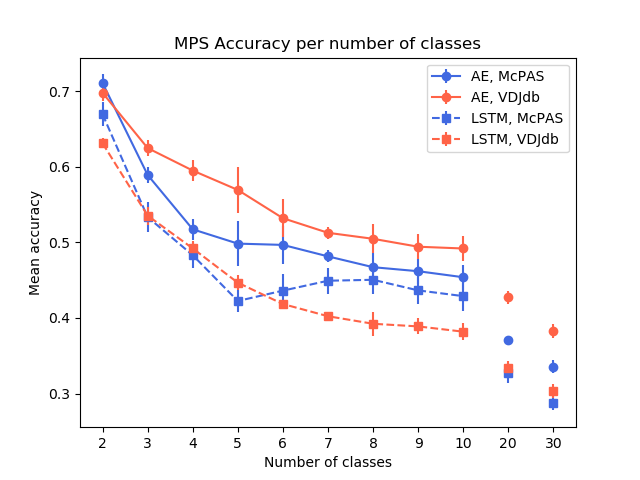 MPS Accuracy per number of classes
AE, McPAS
AE, VDJdb
LSTM, McPAS
LSTM, VDJdb
Mean accuracy
0.7
0.6
0.5
0.4
0.3
2 3 4 5 6 7 8 9 10 20 30
Number of classes